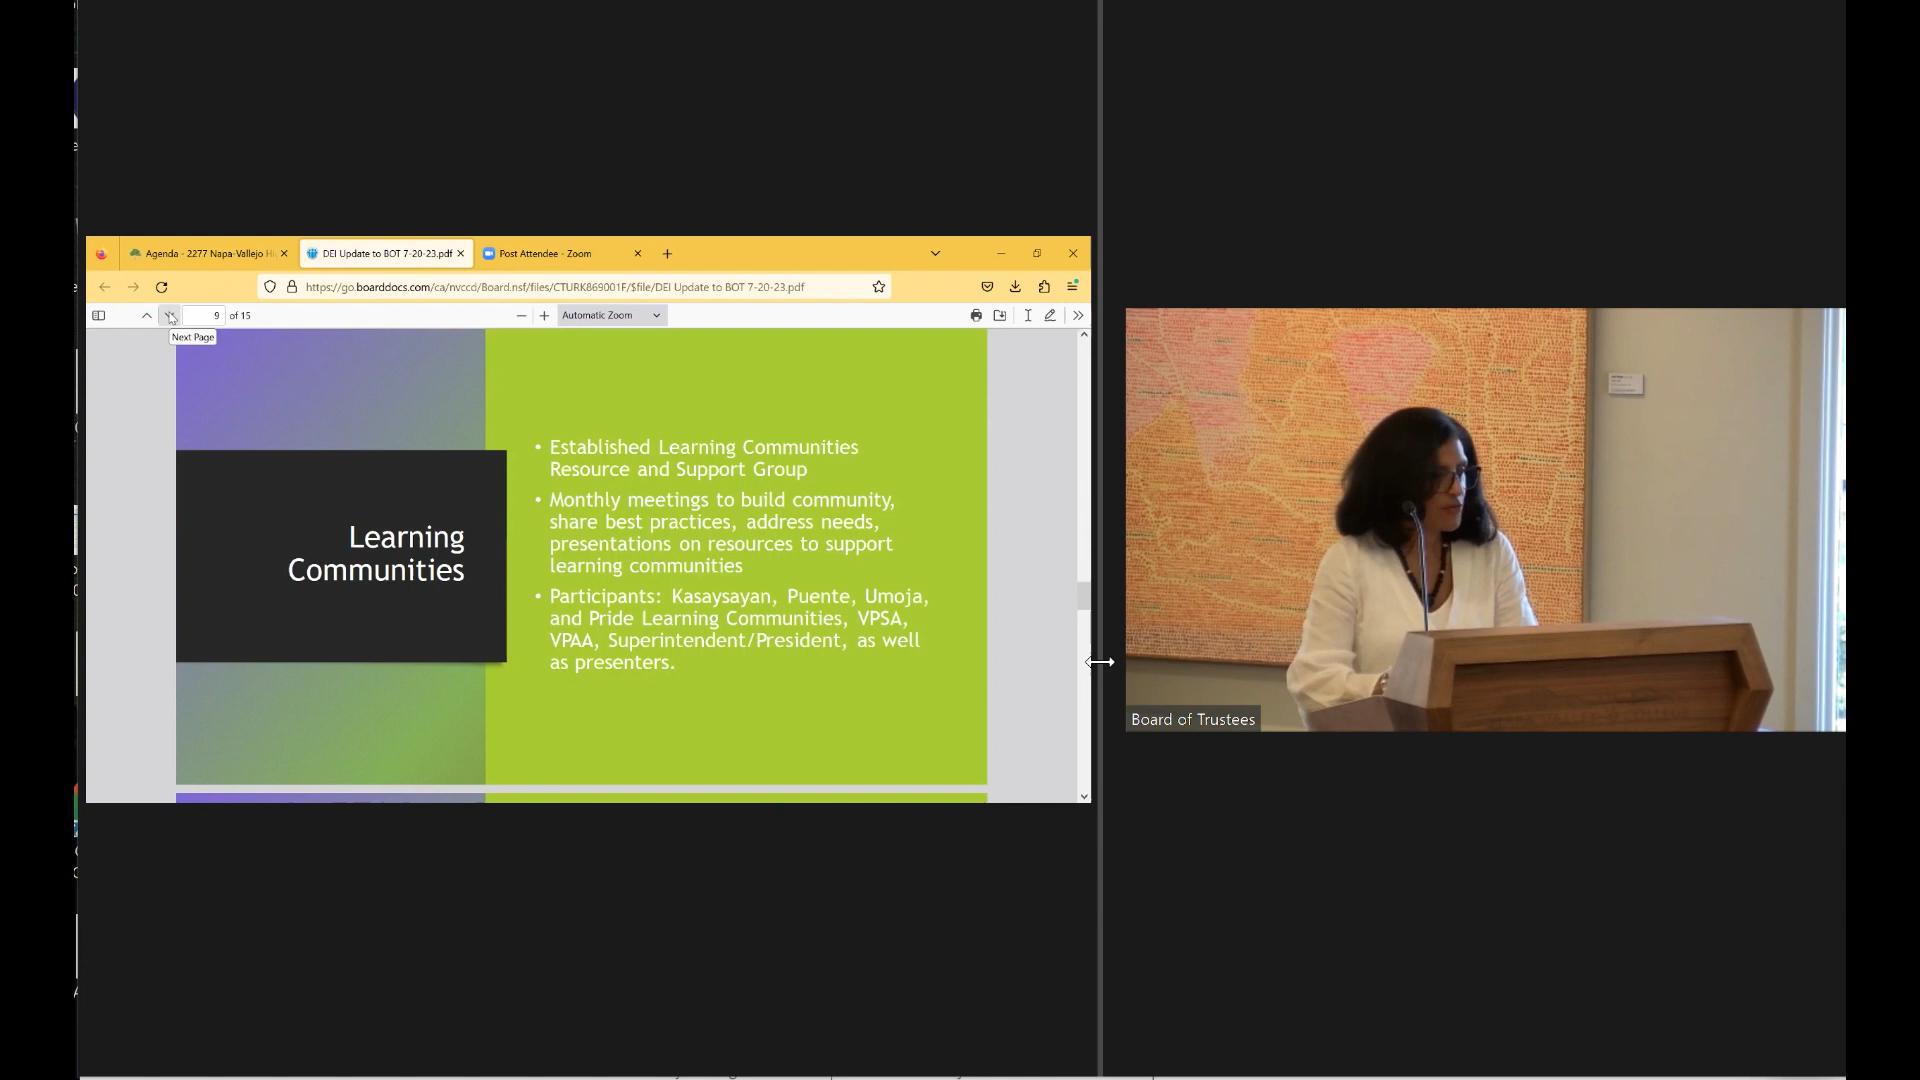 Agenda - 2277 Napa-Vallejo Hi
DEI Update to BOT 7-20-23.pdf
Post Attendee - Zoom
https://go.boarddocs.com/ca/nvccd/Board.nsf/files/CTURK869001F/$file/DEI Update to BOT 7-20-23.pdf
9 of 15
Automatic Zoom
Next Page
Learning
Communities
• Established Learning Communities
Resource and Support Group
• Monthly meetings to build community,
share best practices, address needs,
presentations on resources to support
learning communities
• Participants: Kasaysayan, Puente, Umoja,
and Pride Learning Communities, VPSA,
VPAA, Superintendent/President, as well
as presenters.
Board of Trustees